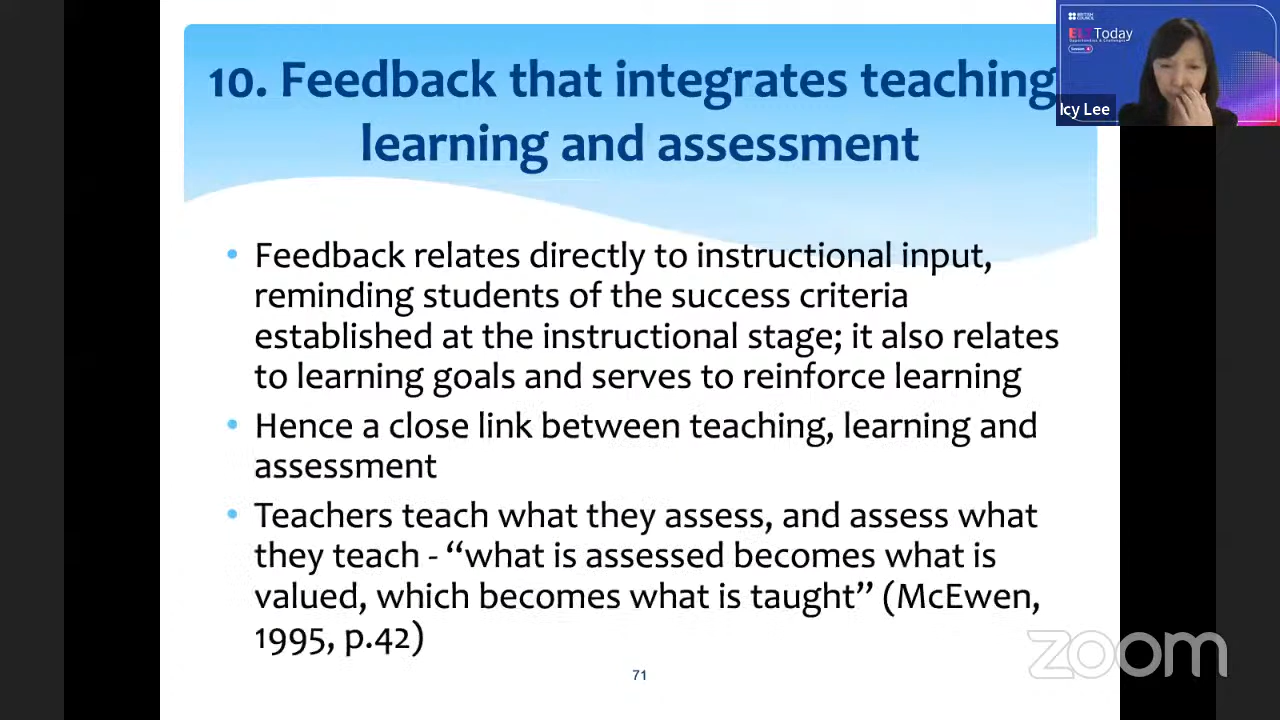 10. Feedback that integrates teaching
learning and assessment
BRITISH
COUNCIL
ELTToday
Icy Lee
Feedback relates directly to instructional input,
reminding students of the success criteria
established at the instructional stage; it also relates
to learning goals and serves to reinforce learning
Hence a close link between teaching, learning and
assessment
Teachers teach what they assess, and assess what
they teach - “what is assessed becomes what is
valued, which becomes what is taught” (McEwen,
1995, p.42)
71
zoom